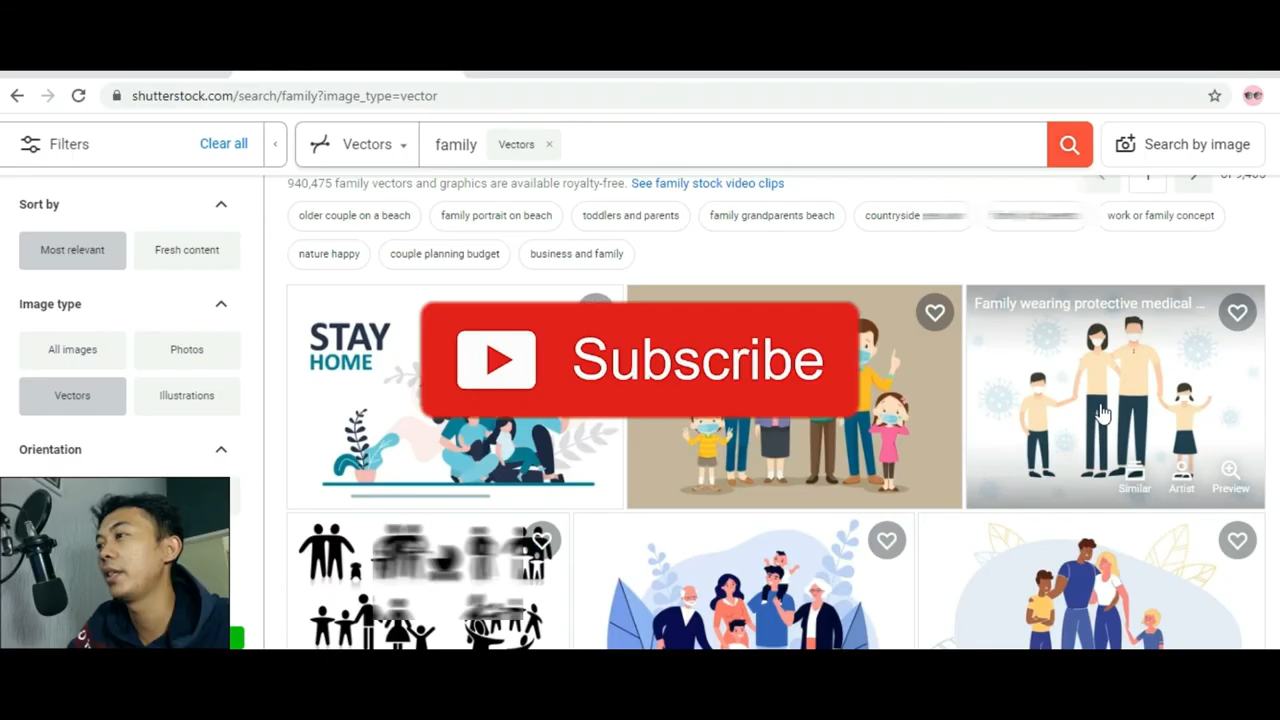 shutterstock.com/search/family?image_type=vector
Filters
Clear all
Vectors
family
Vectors
Search by image
940,475 family vectors and graphics are available royalty-free. See family stock video clips
Sort by
older couple on a beach
family portrait on beach
toddlers and parents
family grandparents beach
countryside
work or family concept
Most relevant
Fresh content
nature happy
couple planning budget
business and family
Image type
All images
Photos
Vectors
Illustrations
Orientation
STAY
HOME
Subscribe
Family wearing protective medical ...
Similar
Artist
Preview